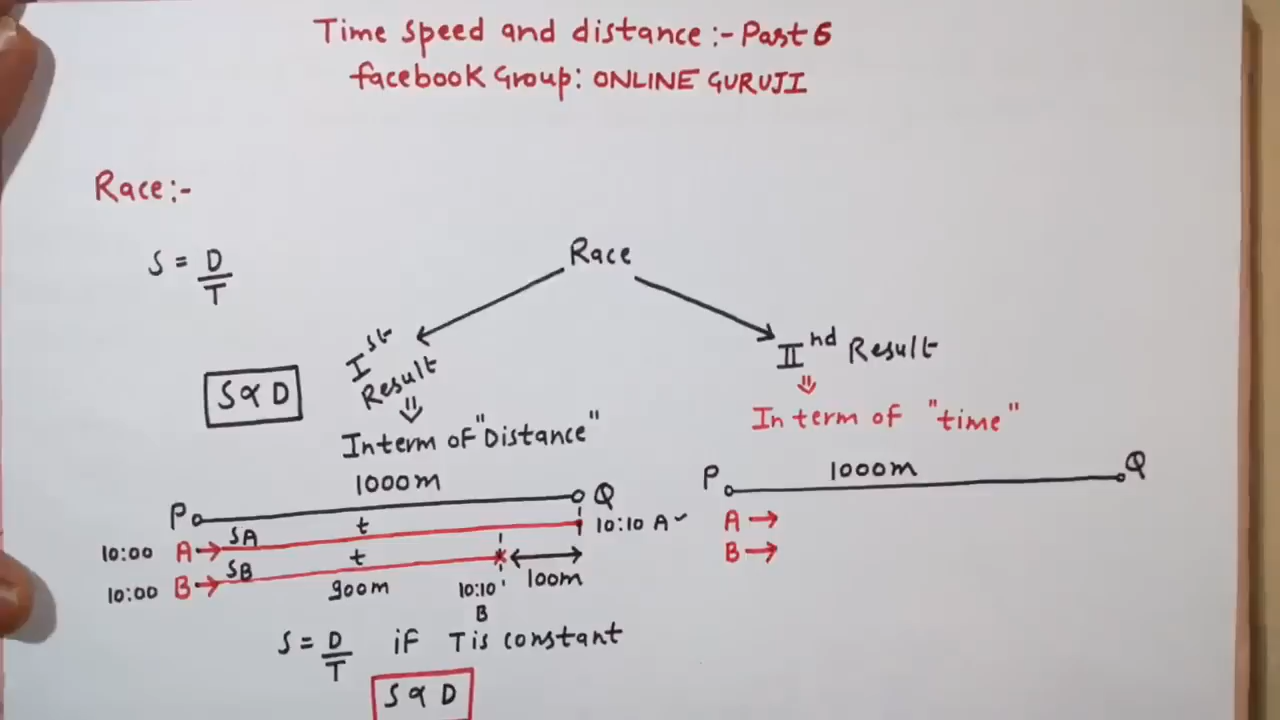 Time speed and distance:- Part 6
facebook Group: ONLINE GURUJI
Race:-
S = D/T
Race
Ist Result
IInd Result
S ∝ D
In term of "Distance"
In term of "time"
1000m
P Q
SA t 10:10 A ✓
10:00 A →
SB t
10:00 B →
900m 10:10 B 100m
1000m
P Q
A →
B →
S = D/T if T is constant
S ∝ D